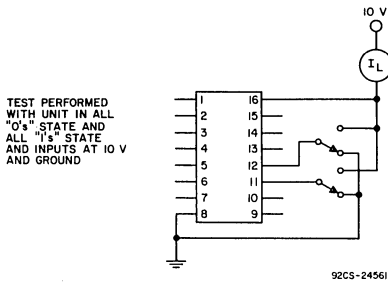 10 V
I L
TEST PERFORMED
WITH UNIT IN ALL
"O's" STATE AND
ALL "I's" STATE
AND INPUTS AT 10 V
AND GROUND
1 16
2 15
3 14
4 13
5 12
6 11
7 10
8 9
92CS-24561